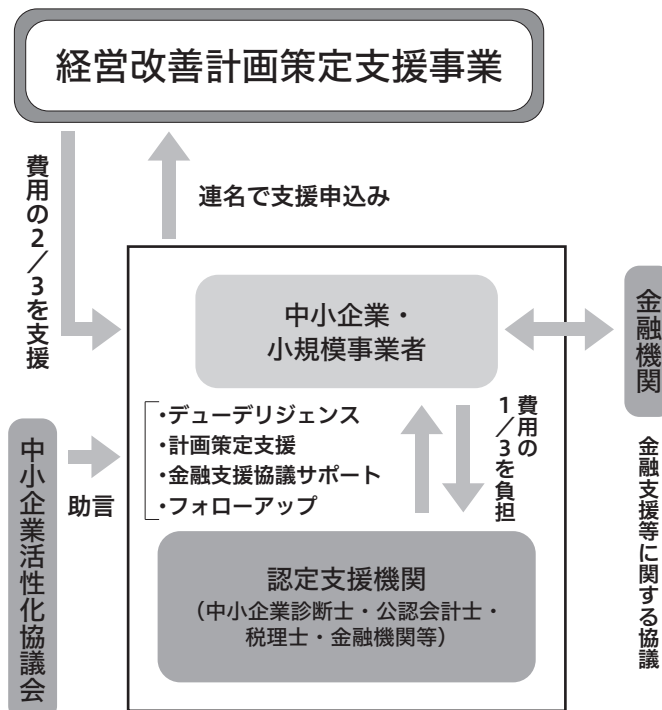 経営改善計画策定支援事業
費用の2/3を支援
連名で支援申込み
中小企業・
小規模事業者
金融機関
・デューデリジェンス
・計画策定支援
・金融支援協議サポート
・フォローアップ
費用の
1/3を負担
中小企業活性化協議会
助言
金融支援等に関する協議
認定支援機関
(中小企業診断士・公認会計士・
税理士・金融機関等)